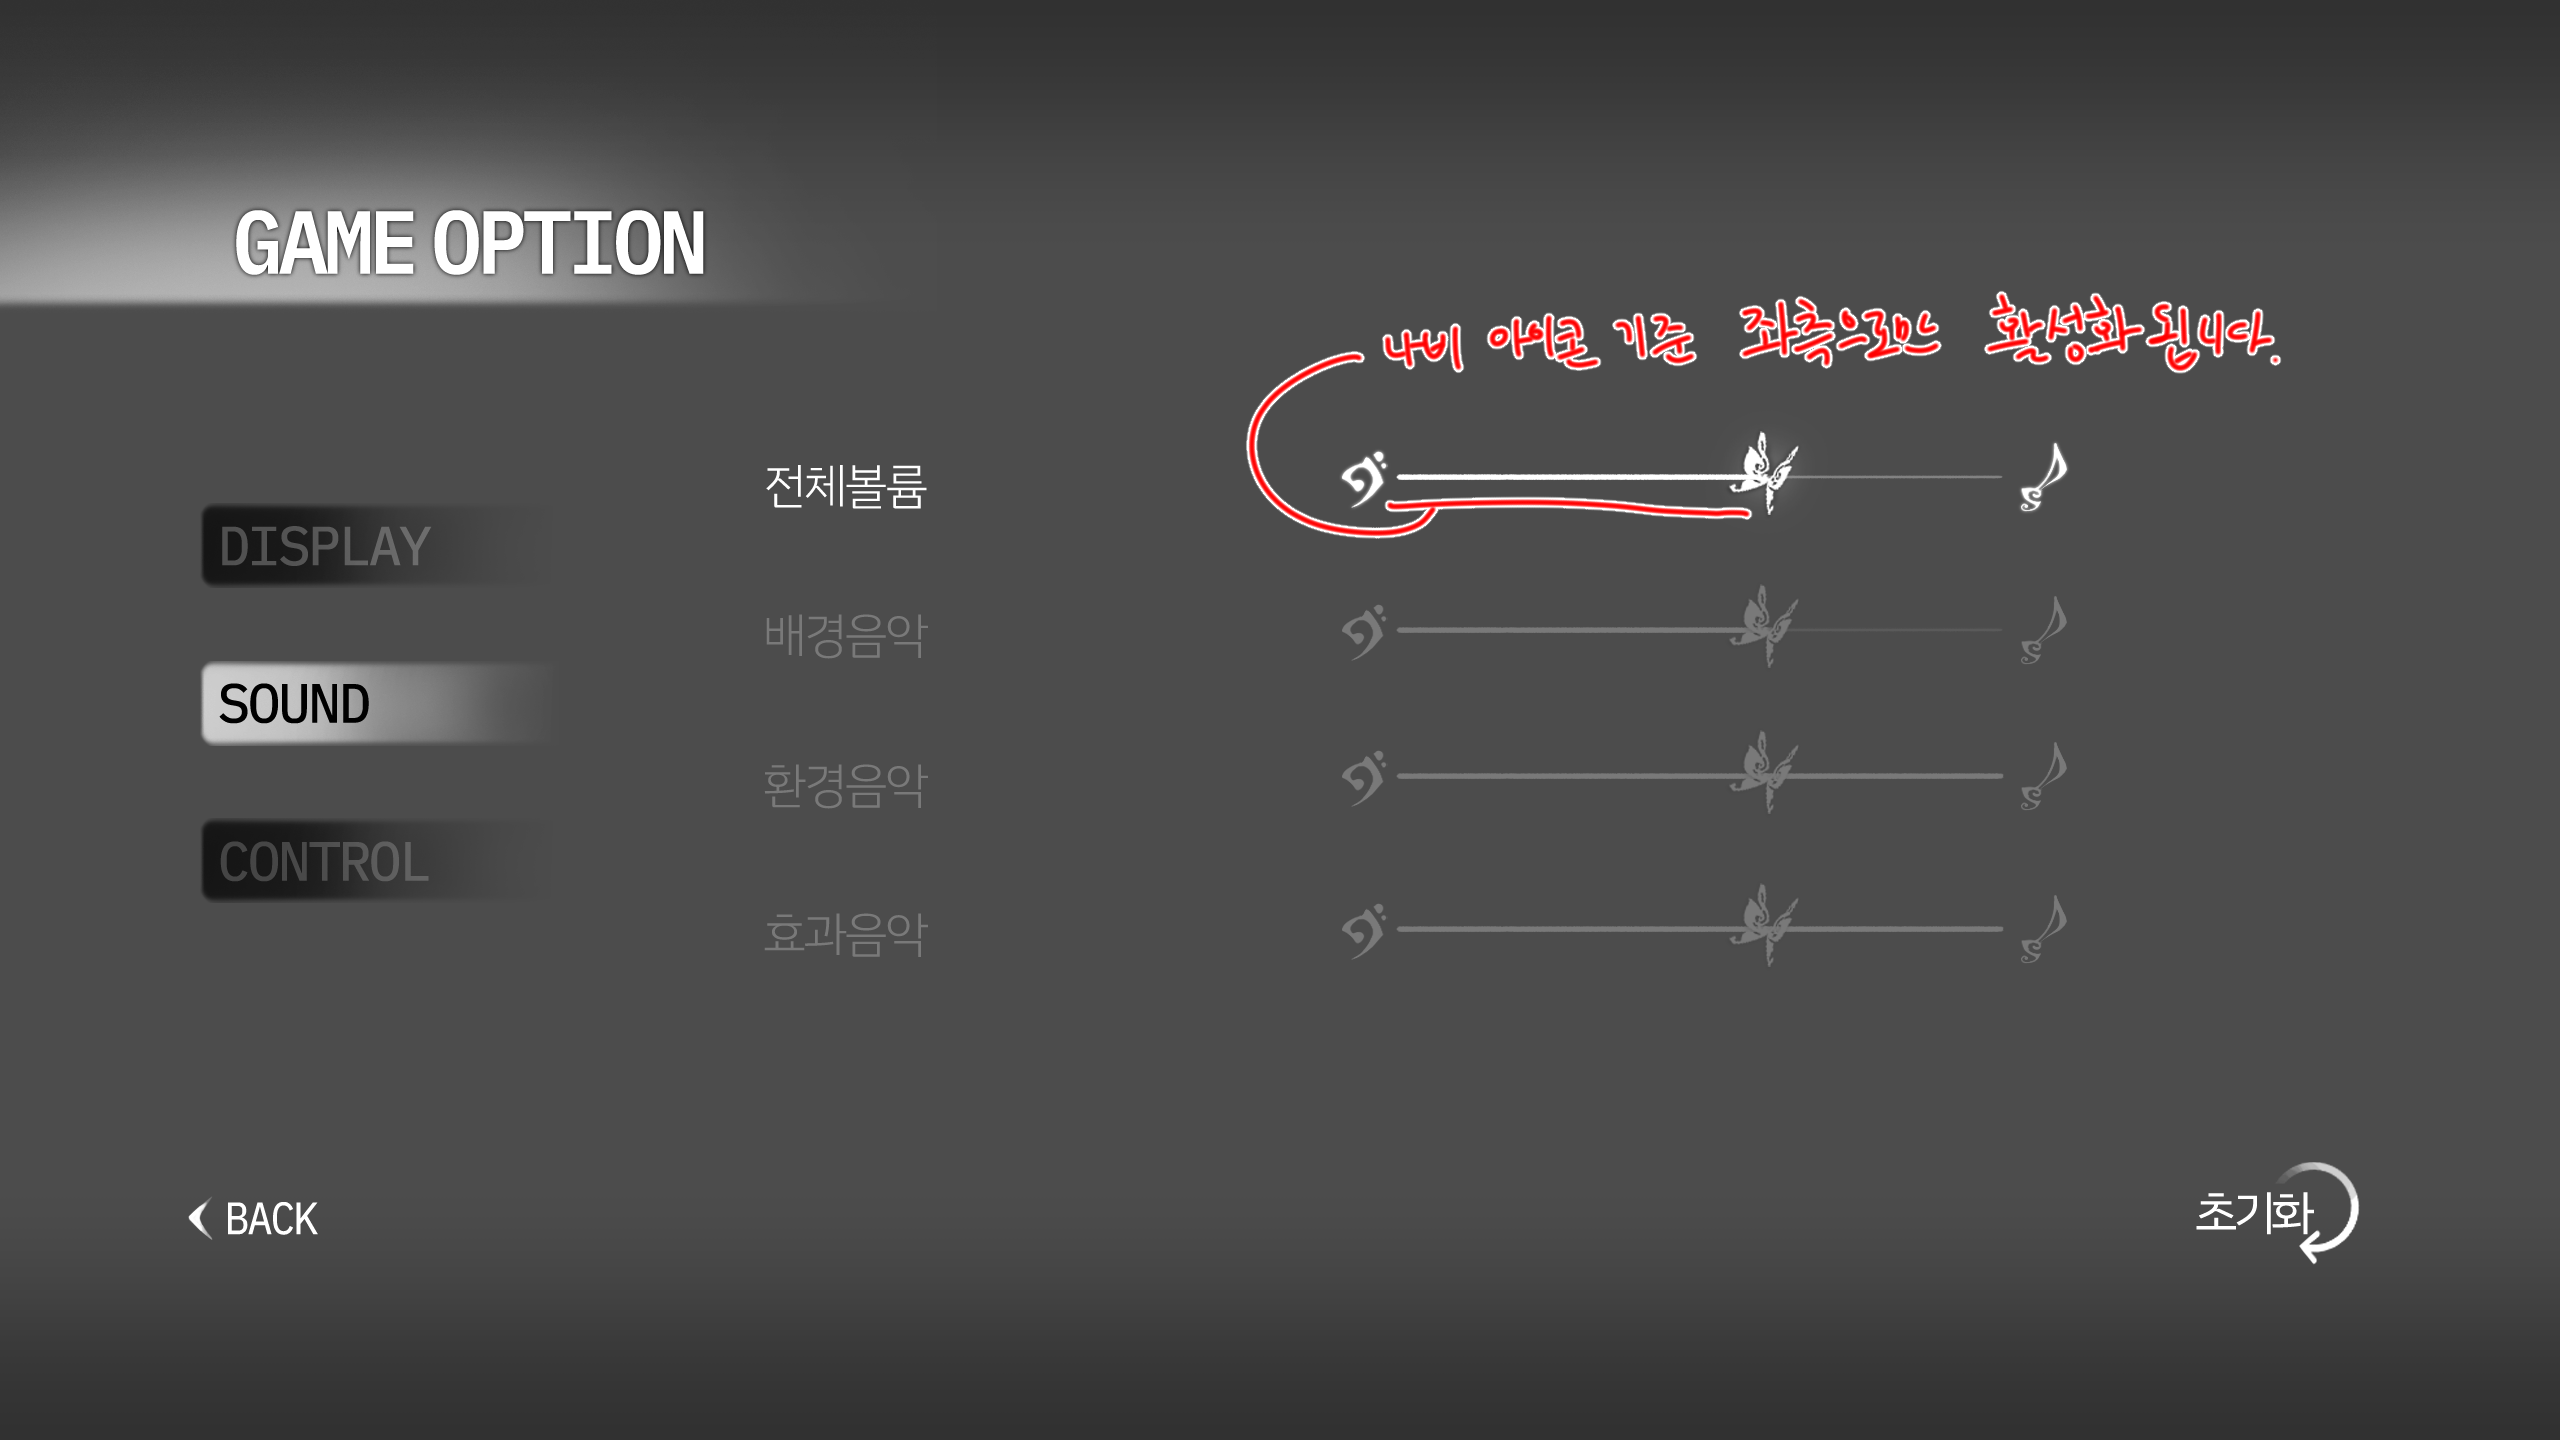 GAME OPTION
나비 아이콘 기준 좌측으로만 활성화 됩니다.
전체볼륨
DISPLAY
배경음악
SOUND
환경음악
CONTROL
효과음악
BACK
초기화